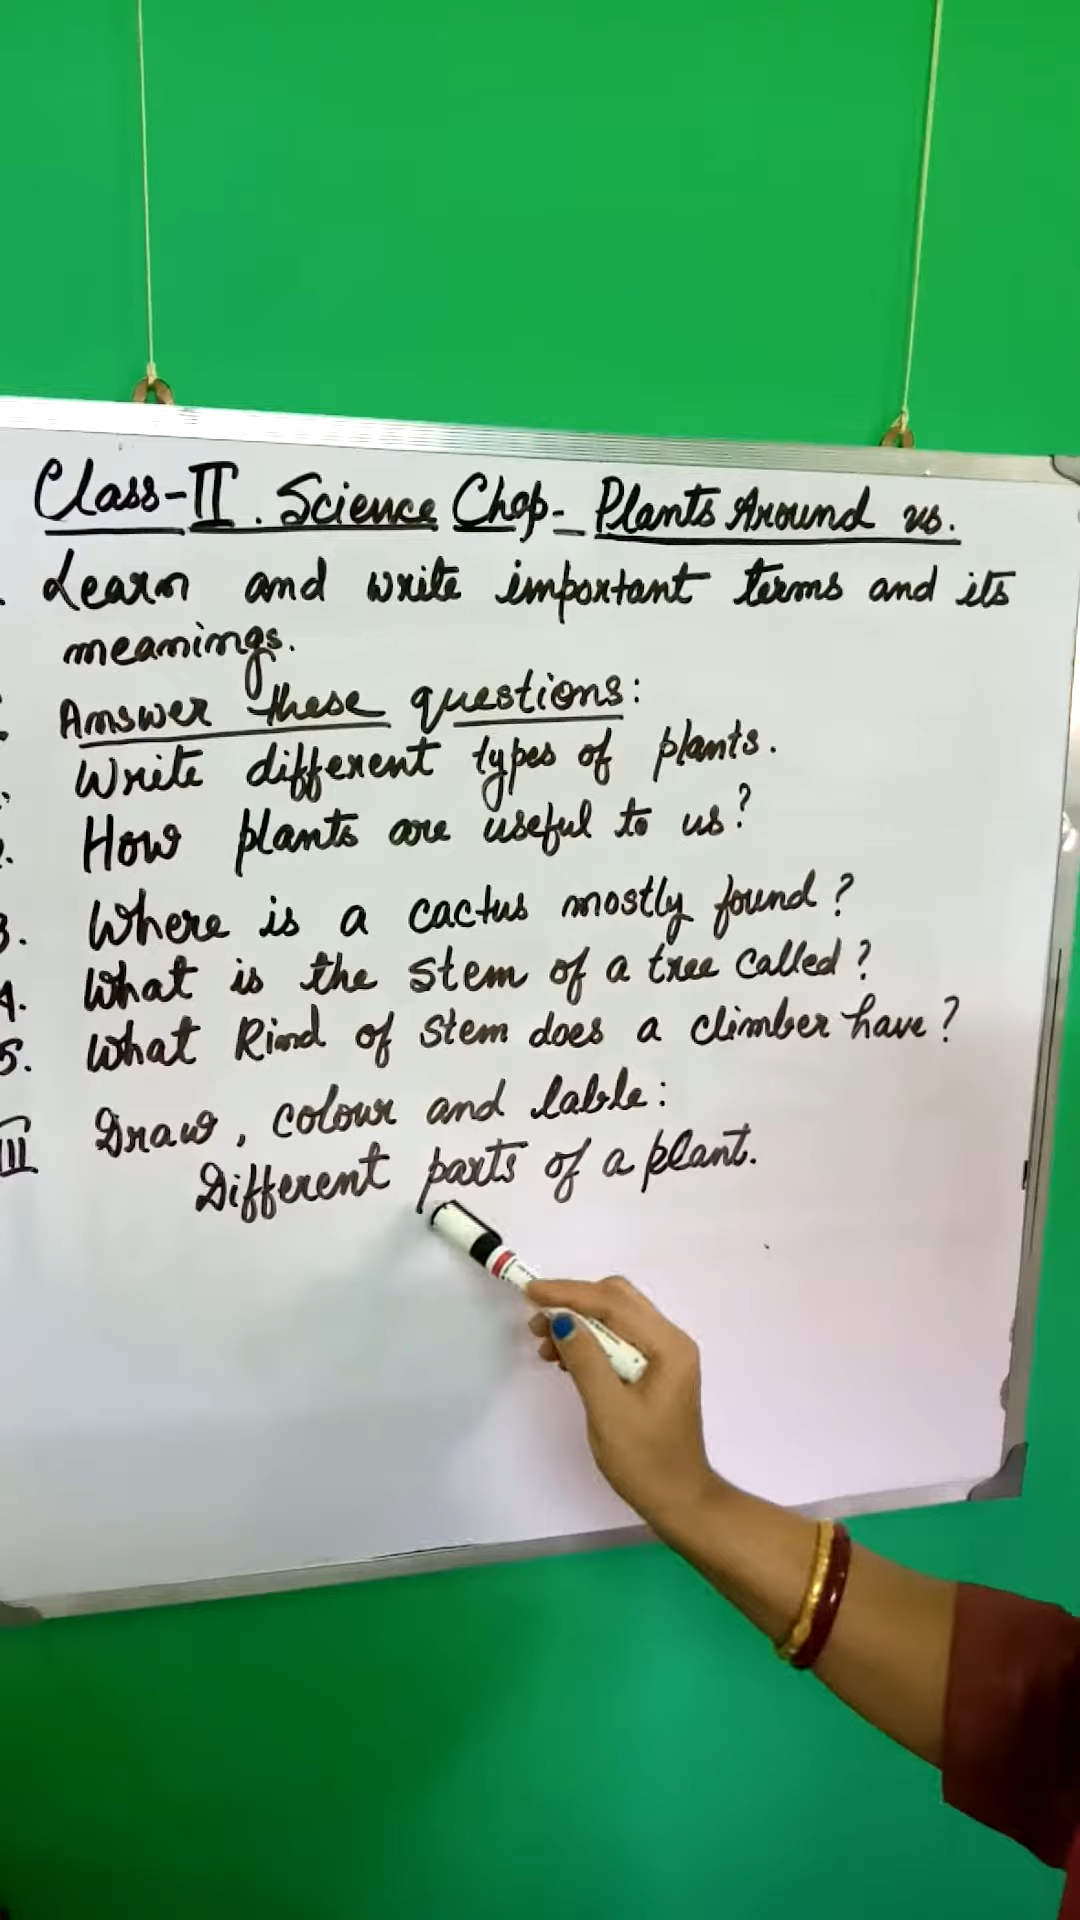 Class-II. Science Chap- Plants Around us.
. Learn and write important terms and its
meanings.
Answer these questions:
Write different types of plants.
2. How plants are useful to us?
3. Where is a cactus mostly found?
4. What is the stem of a tree called?
5. What kind of stem does a climber have?
III Draw, colour and lable:
Different parts of a plant.